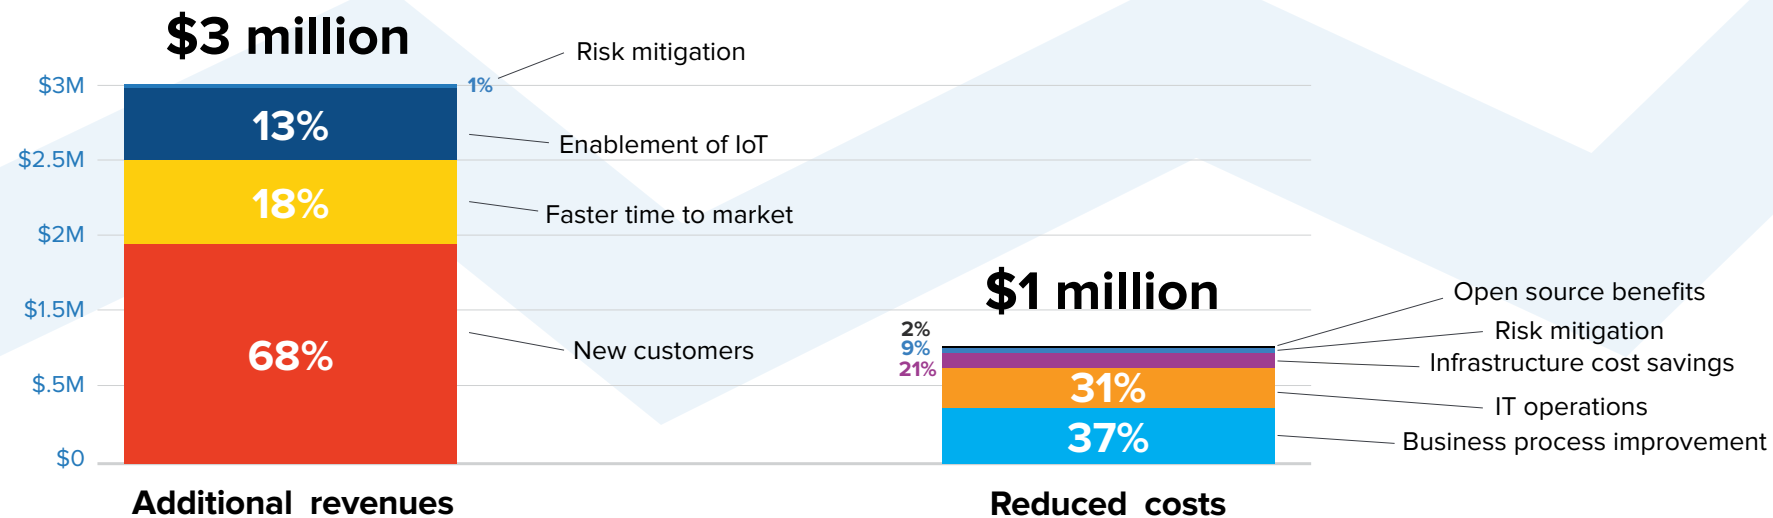 $3 million
Risk mitigation
$3M
1%
13%
Enablement of IoT
$2.5M
18%
Faster time to market
$2M
$1 million
$1.5M
Open source benefits
2%
Risk mitigation
9%
68%
New customers
Infrastructure cost savings
21%
$.5M
31%
IT operations
37%
Business process improvement
$0
Additional revenues
Reduced costs